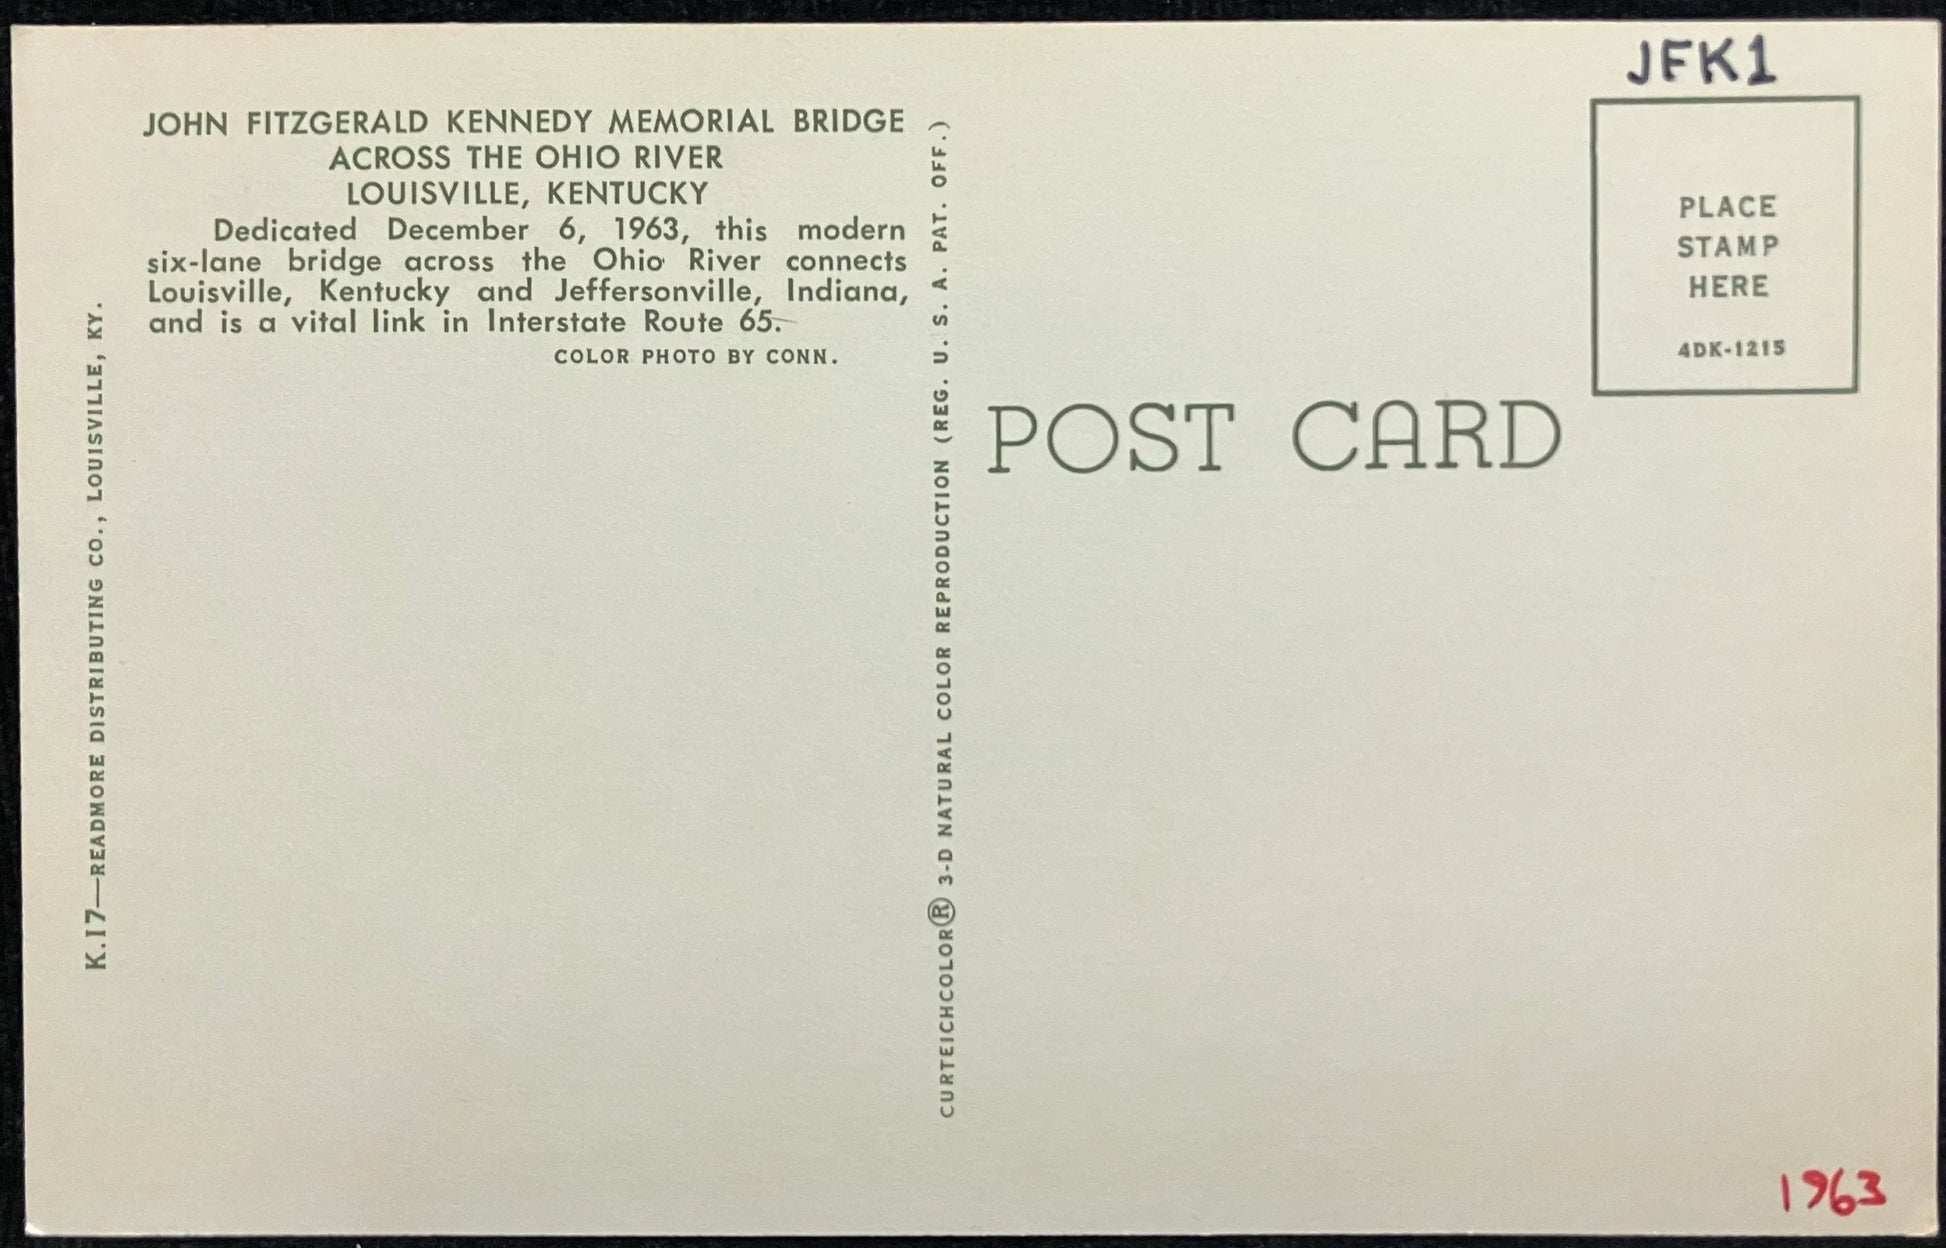 JFK1
JOHN FITZGERALD KENNEDY MEMORIAL BRIDGE
ACROSS THE OHIO RIVER
LOUISVILLE, KENTUCKY
Dedicated December 6, 1963, this modern
six-lane bridge across the Ohio River connects
Louisville, Kentucky and Jeffersonville, Indiana,
and is a vital link in Interstate Route 65.
COLOR PHOTO BY CONN.
K.17—READMORE DISTRIBUTING CO., LOUISVILLE, KY.
CURTEICHCOLOR® 3-D NATURAL COLOR REPRODUCTION (REG. U. S. A. PAT. OFF.)
PLACE
STAMP
HERE
4DK-1215
POST CARD
1963